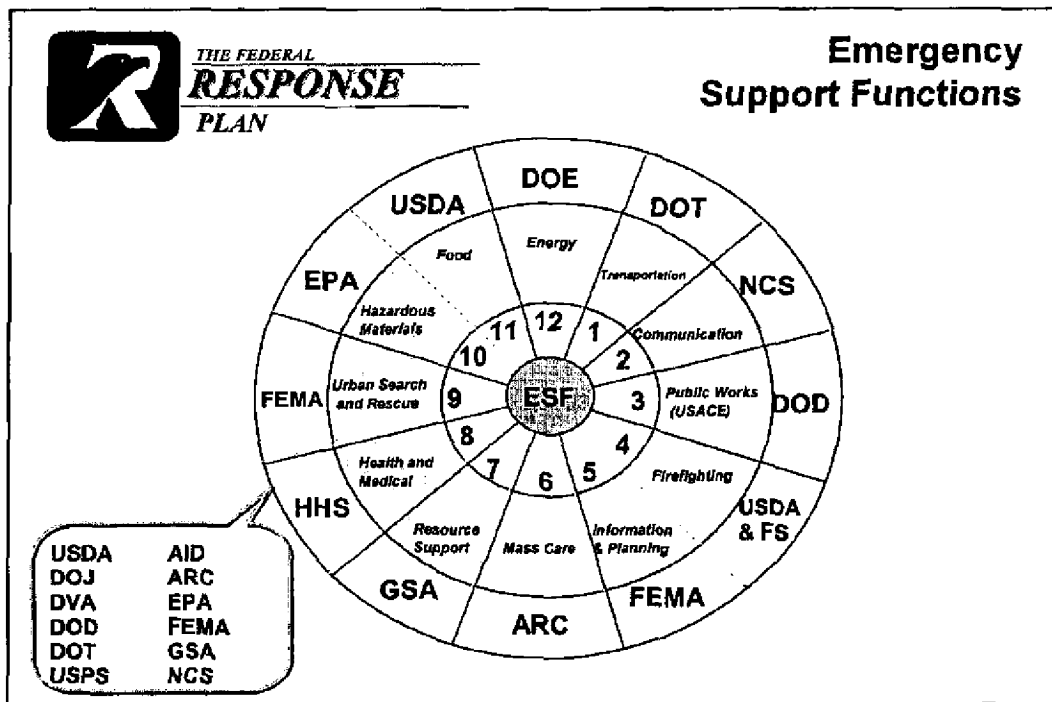 THE FEDERAL
RESPONSE
PLAN
Emergency
Support Functions
DOE
Energy
12
DOT
Transportation
1
NCS
Communication
2
DOD
Public Works
(USACE)
3
USDA
& FS
Firefighting
4
FEMA
Information
& Planning
5
ARC
Mass Care
6
GSA
Resource
Support
7
HHS
Health and
Medical
8
FEMA
Urban Search
and Rescue
9
EPA
Hazardous
Materials
10
USDA
Food
11
ESF
USDA AID
DOJ ARC
DVA EPA
DOD FEMA
DOT GSA
USPS NCS